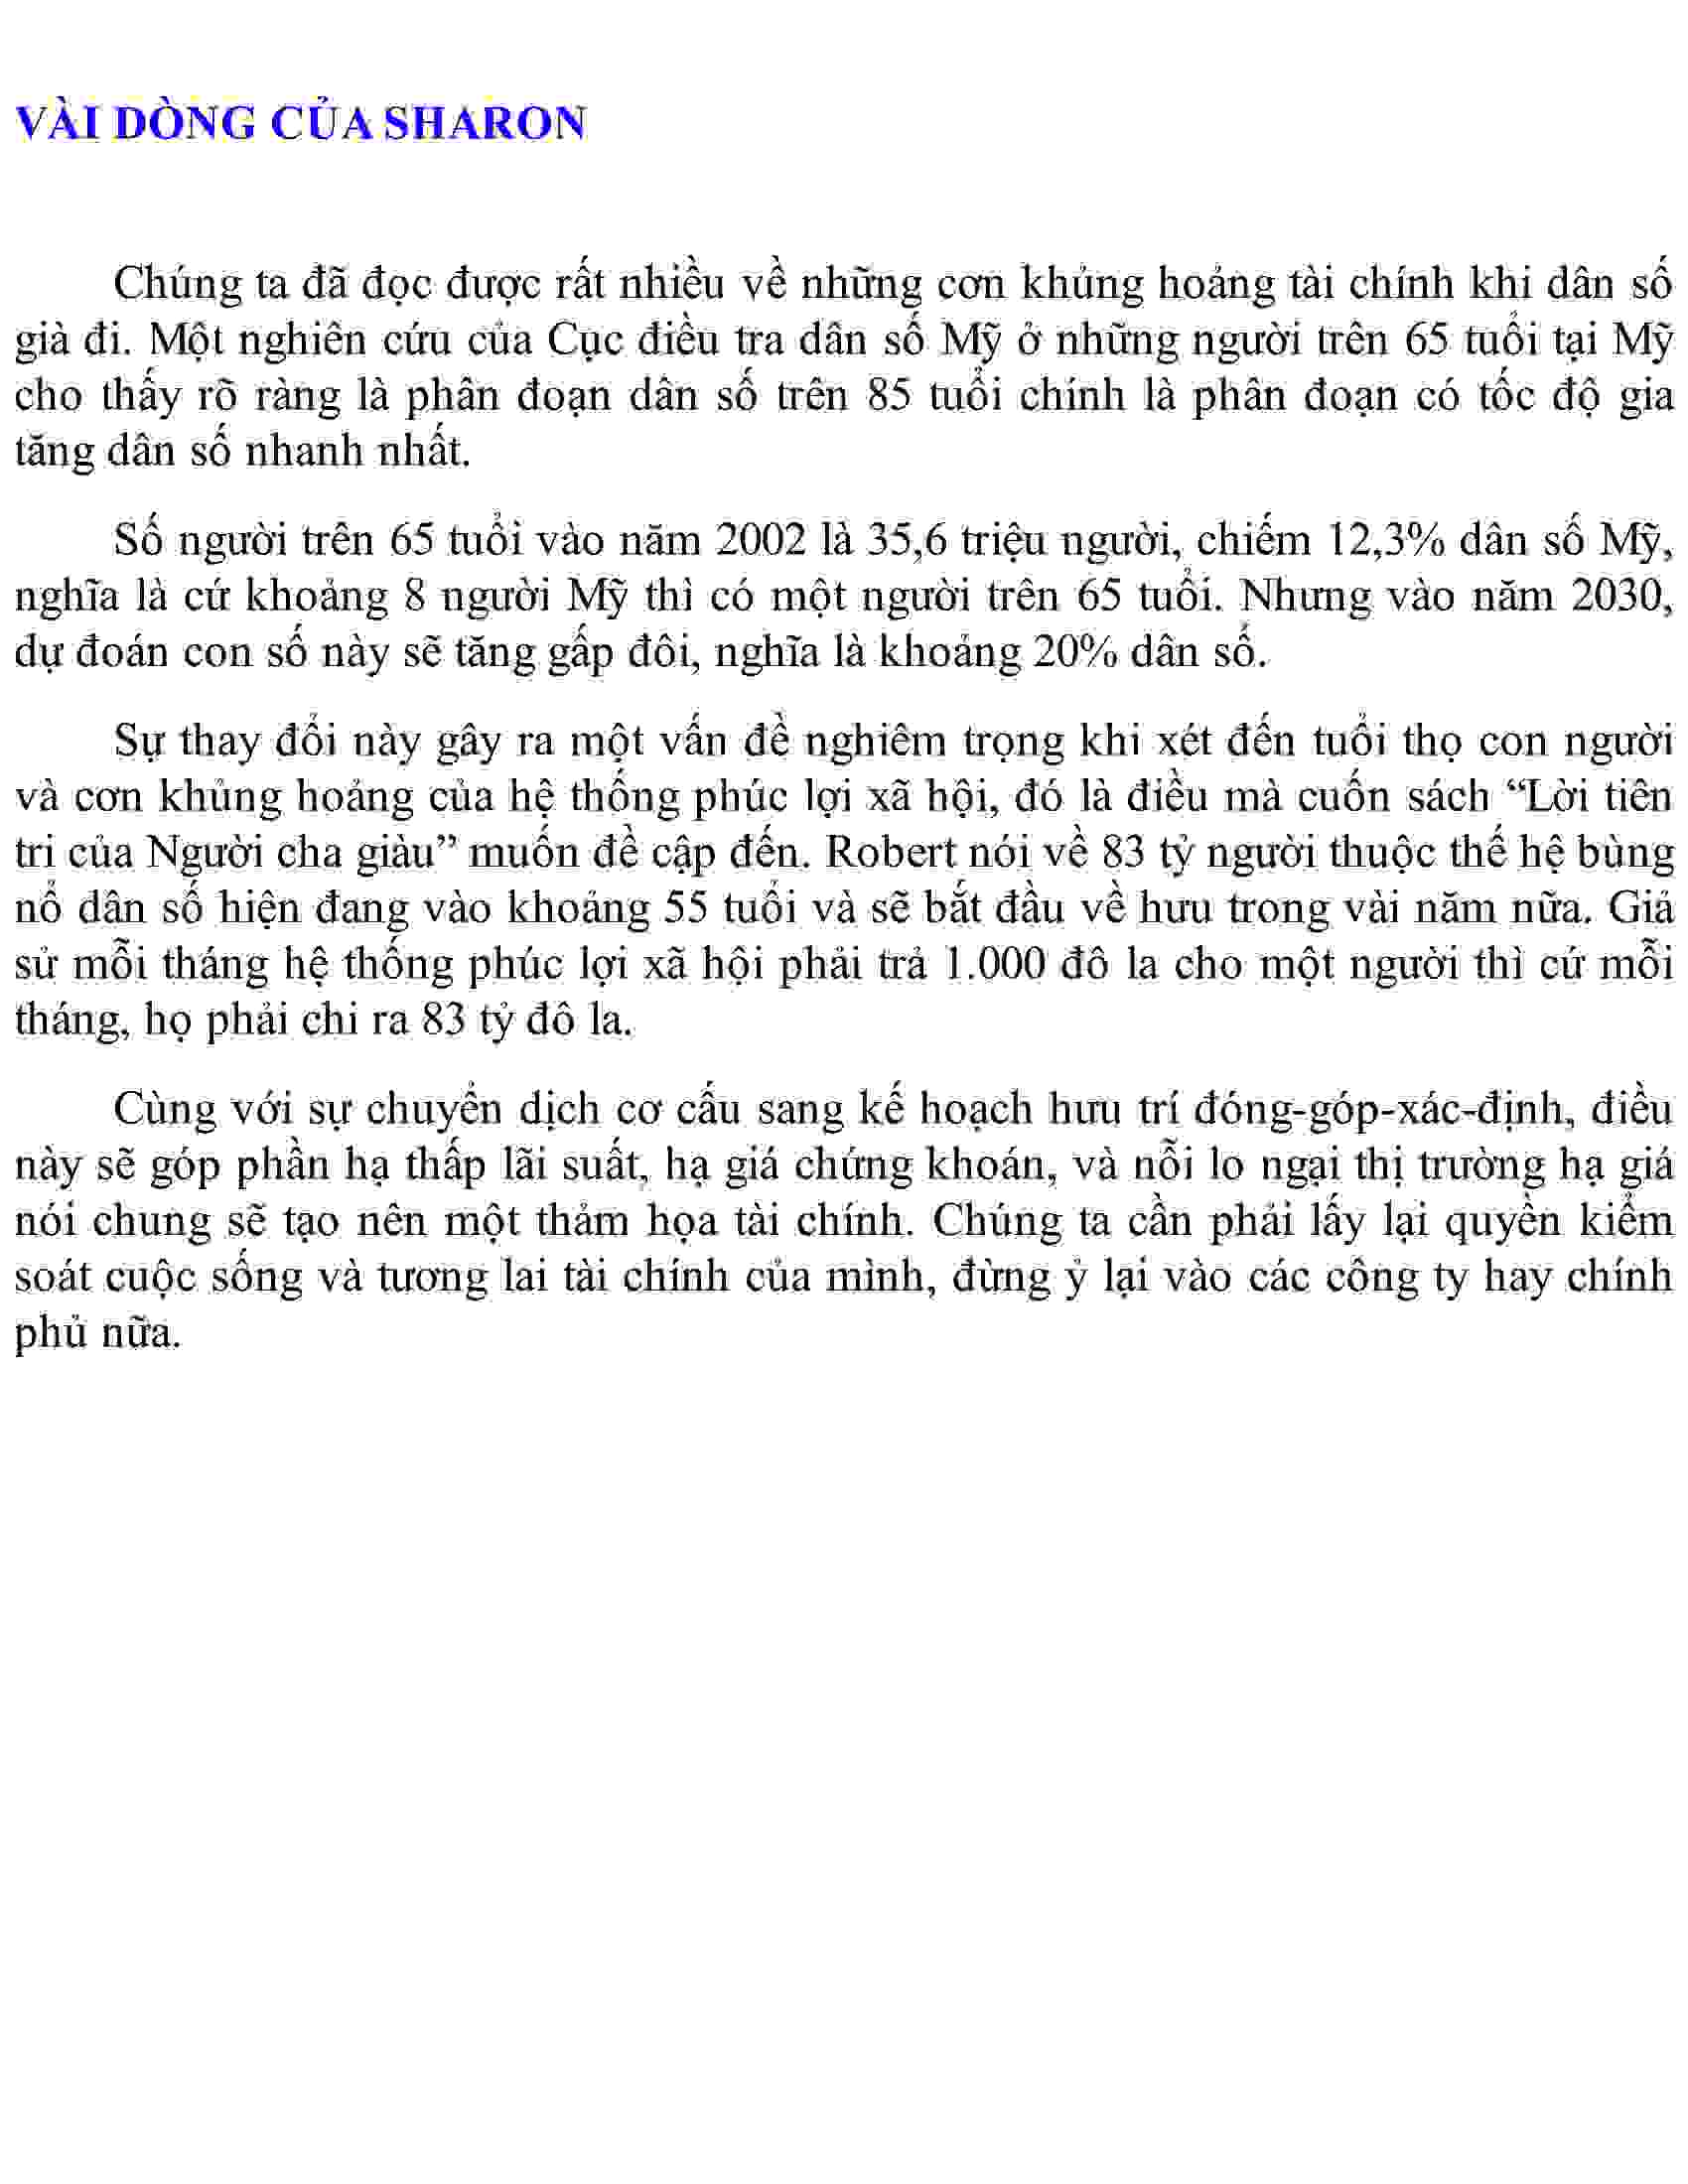 VÀI DÒNG CỦA SHARON
Chúng ta đã đọc được rất nhiều về những cơn khủng hoảng tài chính khi dân số
già đi. Một nghiên cứu của Cục điều tra dân số Mỹ ở những người trên 65 tuổi tại Mỹ
cho thấy rõ ràng là phân đoạn dân số trên 85 tuổi chính là phân đoạn có tốc độ gia
tăng dân số nhanh nhất.
Số người trên 65 tuổi vào năm 2002 là 35,6 triệu người, chiếm 12,3% dân số Mỹ,
nghĩa là cứ khoảng 8 người Mỹ thì có một người trên 65 tuổi. Nhưng vào năm 2030,
dự đoán con số này sẽ tăng gấp đôi, nghĩa là khoảng 20% dân số.
Sự thay đổi này gây ra một vấn đề nghiêm trọng khi xét đến tuổi thọ con người
và cơn khủng hoảng của hệ thống phúc lợi xã hội, đó là điều mà cuốn sách “Lời tiên
tri của Người cha giàu” muốn đề cập đến. Robert nói về 83 tỷ người thuộc thế hệ bùng
nổ dân số hiện đang vào khoảng 55 tuổi và sẽ bắt đầu về hưu trong vài năm nữa. Giả
sử mỗi tháng hệ thống phúc lợi xã hội phải trả 1.000 đô la cho một người thì cứ mỗi
tháng, họ phải chi ra 83 tỷ đô la.
Cùng với sự chuyển dịch cơ cấu sang kế hoạch hưu trí đóng-góp-xác-định, điều
này sẽ góp phần hạ thấp lãi suất, hạ giá chứng khoán, và nỗi lo ngại thị trường hạ giá
nói chung sẽ tạo nên một thảm họa tài chính. Chúng ta cần phải lấy lại quyền kiểm
soát cuộc sống và tương lai tài chính của mình, đừng ỷ lại vào các công ty hay chính
phủ nữa.